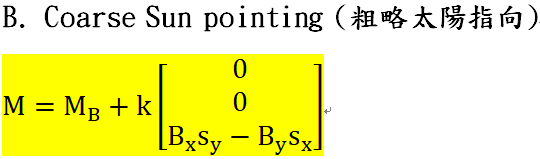 B. Coarse Sun pointing (粗略太陽指向)
M = M_B + k [0
0
B_x s_y − B_y s_x]